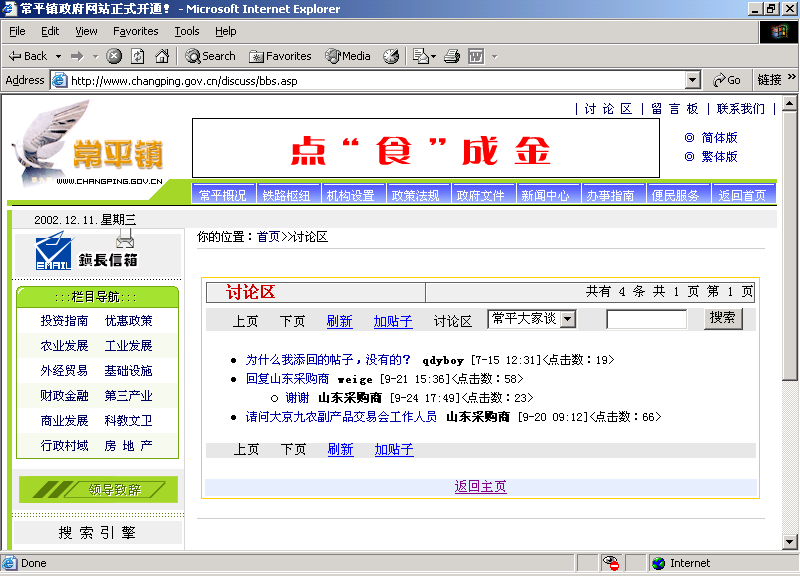 常平镇政府网站正式开通! - Microsoft Internet Explorer
File Edit View Favorites Tools Help
Back Search Favorites Media
Address http://www.changping.gov.cn/discuss/bbs.asp Go 链接 »
| 讨 论 区 | 留 言 板 | 联系我们 |
常平镇
WWW.CHANGPING.GOV.CN
点“食”成金
◎ 简体版
◎ 繁体版
常平概况 铁路枢纽 机构设置 政策法规 政府文件 新闻中心 办事指南 便民服务 返回首页
2002.12.11.星期三
EMAIL 鎮長信箱
你的位置：首页>>讨论区
:::栏目导航:::
投资指南 优惠政策
农业发展 工业发展
外经贸易 基础设施
财政金融 第三产业
商业发展 科教文卫
行政村域 房 地 产
领导致辞
搜 索 引 擎
讨论区 共有 4 条 共 1 页 第 1 页
上页 下页 刷新 加贴子 讨论区 常平大家谈 搜索
为什么我添回的帖子，没有的？ qdyboy [7-15 12:31]<点击数：19>
回复山东采购商 weige [9-21 15:36]<点击数：58>
谢谢 山东采购商 [9-24 17:49]<点击数：23>
请问大京九农副产品交易会工作人员 山东采购商 [9-20 09:12]<点击数：66>
上页 下页 刷新 加贴子
返回主页
Done Internet